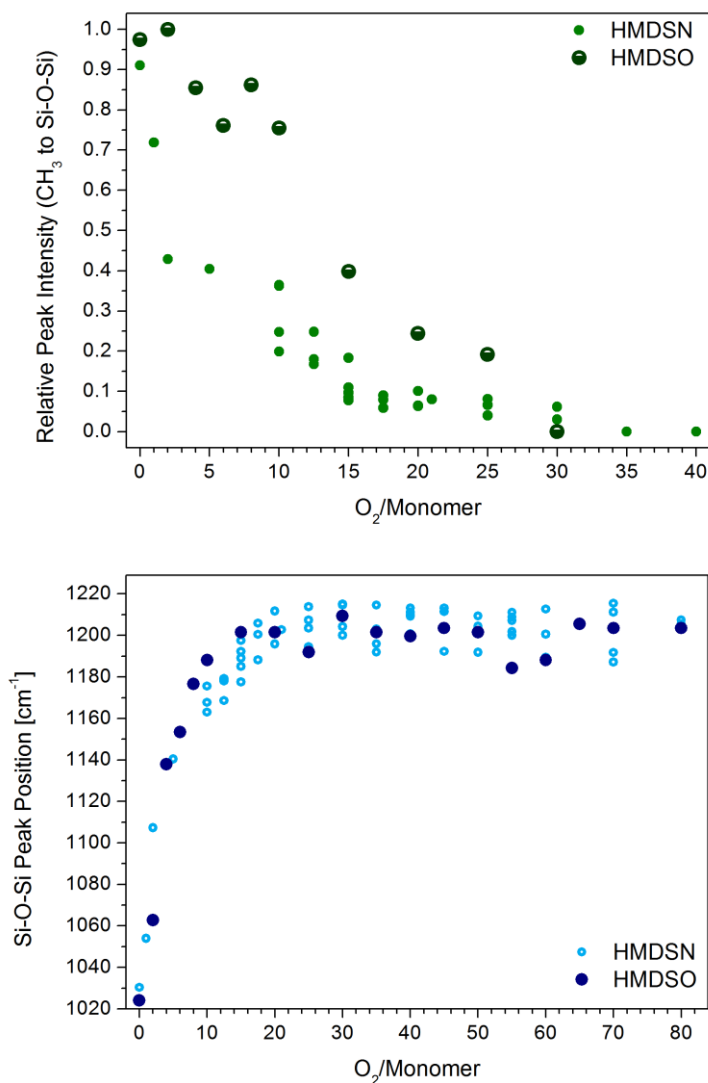 1.0
0.9
0.8
0.7
0.6
0.5
0.4
0.3
0.2
0.1
0.0
Relative Peak Intensity (CH3 to Si-O-Si)
HMDSN
HMDSO
0 5 10 15 20 25 30 35 40
O2/Monomer
1220
1200
1180
1160
1140
1120
1100
1080
1060
1040
1020
Si-O-Si Peak Position [cm-1]
HMDSN
HMDSO
0 10 20 30 40 50 60 70 80
O2/Monomer